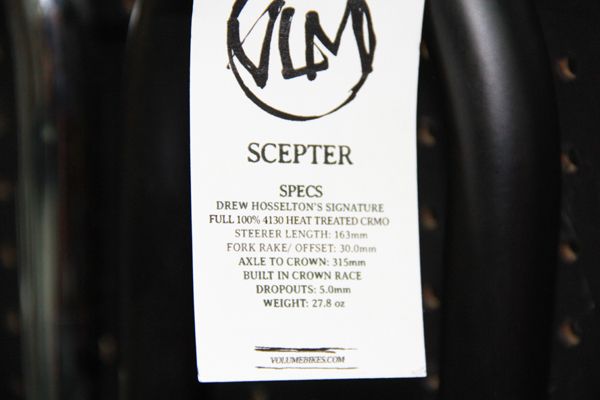 VLM
SCEPTER
SPECS
DREW HOSSELTON'S SIGNATURE
FULL 100% 4130 HEAT TREATED CRMO
STEERER LENGTH: 163mm
FORK RAKE/ OFFSET: 30.0mm
AXLE TO CROWN: 315mm
BUILT IN CROWN RACE
DROPOUTS: 5.0mm
WEIGHT: 27.8 oz
VOLUMEBIKES.COM